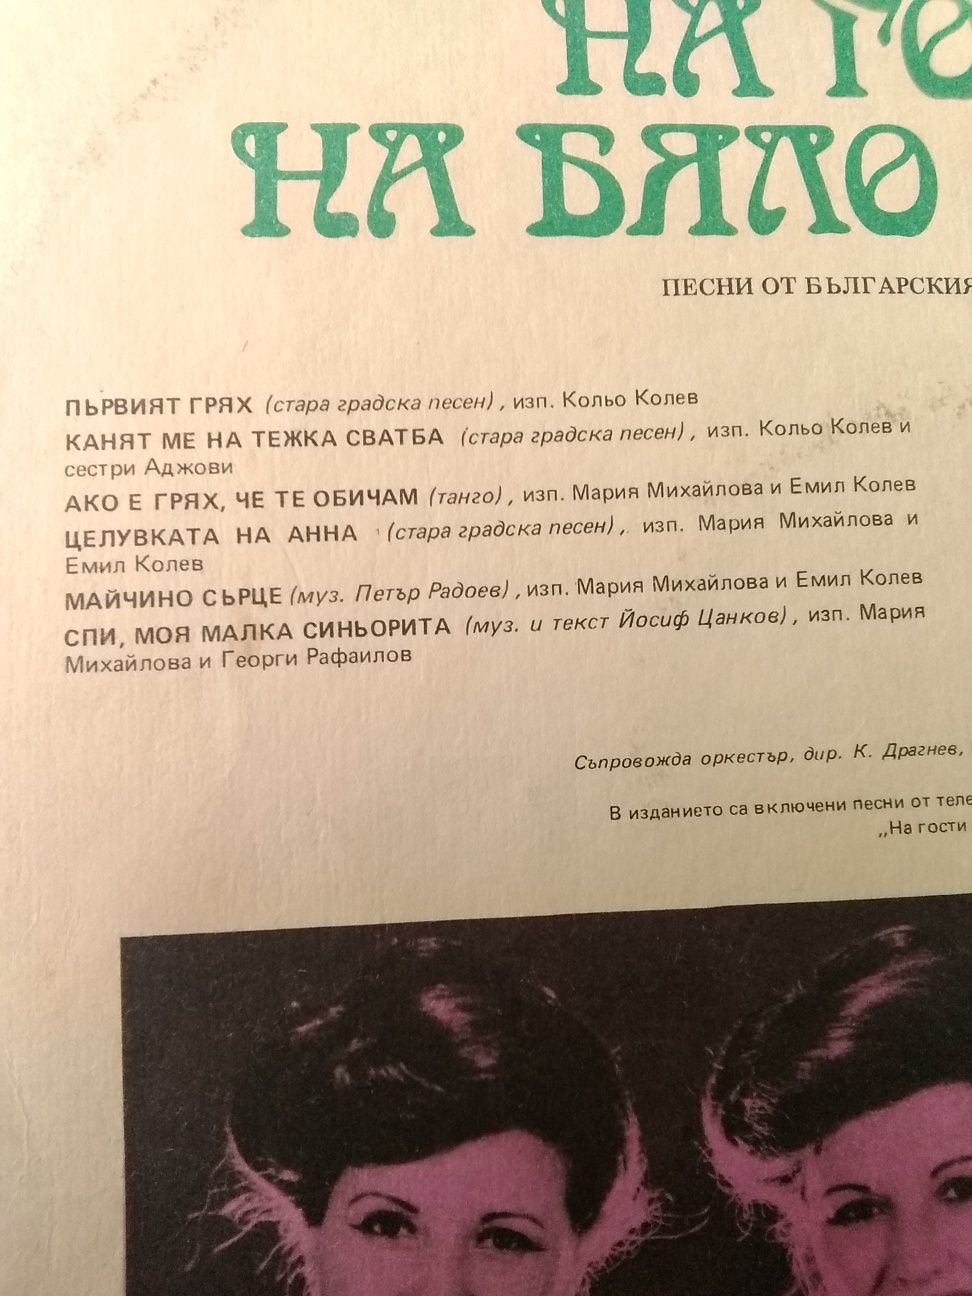 НА
НА БЯЛО
ПЕСНИ ОТ БЪЛГАРСКИЯ
ПЪРВИЯТ ГРЯХ (стара градска песен), изп. Кольо Колев
КАНЯТ МЕ НА ТЕЖКА СВАТБА (стара градска песен), изп. Кольо Колев и
сестри Аджови
АКО Е ГРЯХ, ЧЕ ТЕ ОБИЧАМ (танго), изп. Мария Михайлова и Емил Колев
ЦЕЛУВКАТА НА АННА (стара градска песен), изп. Мария Михайлова и
Емил Колев
МАЙЧИНО СЪРЦЕ (муз. Петър Радоев), изп. Мария Михайлова и Емил Колев
СПИ, МОЯ МАЛКА СИНЬОРИТА (муз. и текст Йосиф Цанков), изп. Мария
Михайлова и Георги Рафаилов
Съпровожда оркестър, дир. К. Драгнев,
В изданието са включени песни от теле
„На гости